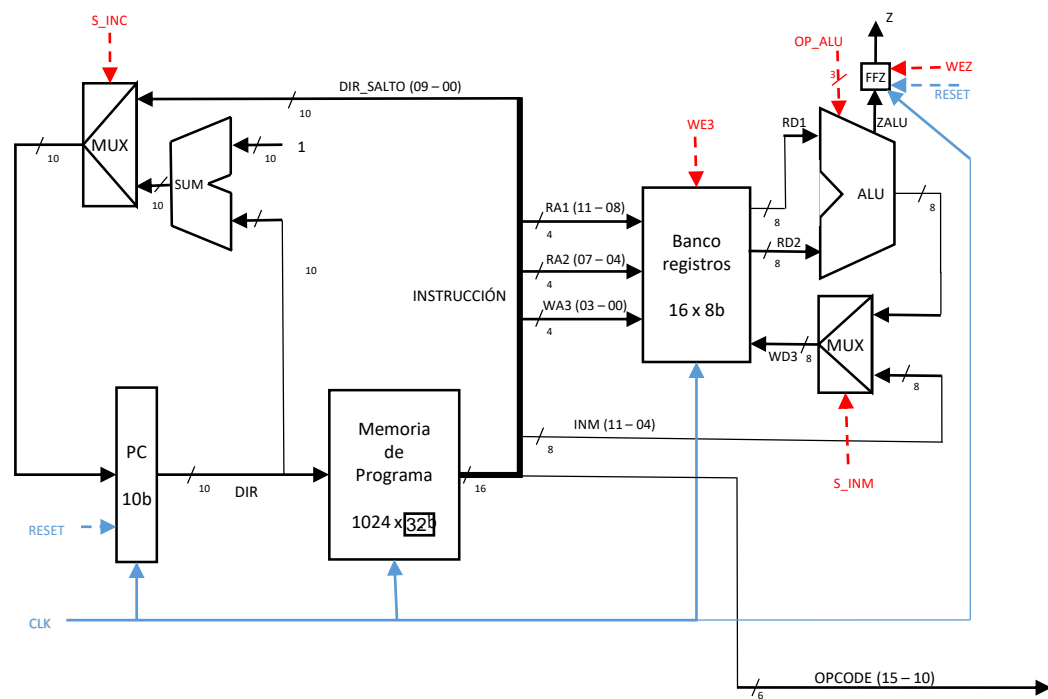 Z
S_INC
OP_ALU
3
FFZ
WEZ
RESET
DIR_SALTO (09 – 00)
10
ZALU
MUX
10
1
10
SUM
10
WE3
RD1
8
ALU
8
RA1 (11 – 08)
4
Banco
registros
16 x 8b
RD2
8
RA2 (07 – 04)
4
10
INSTRUCCIÓN
WA3 (03 – 00)
4
MUX
WD3
8
8
INM (11 – 04)
8
S_INM
PC
10b
10
DIR
Memoria
de
Programa
1024 x 32b
16
RESET
CLK
OPCODE (15 – 10)
6